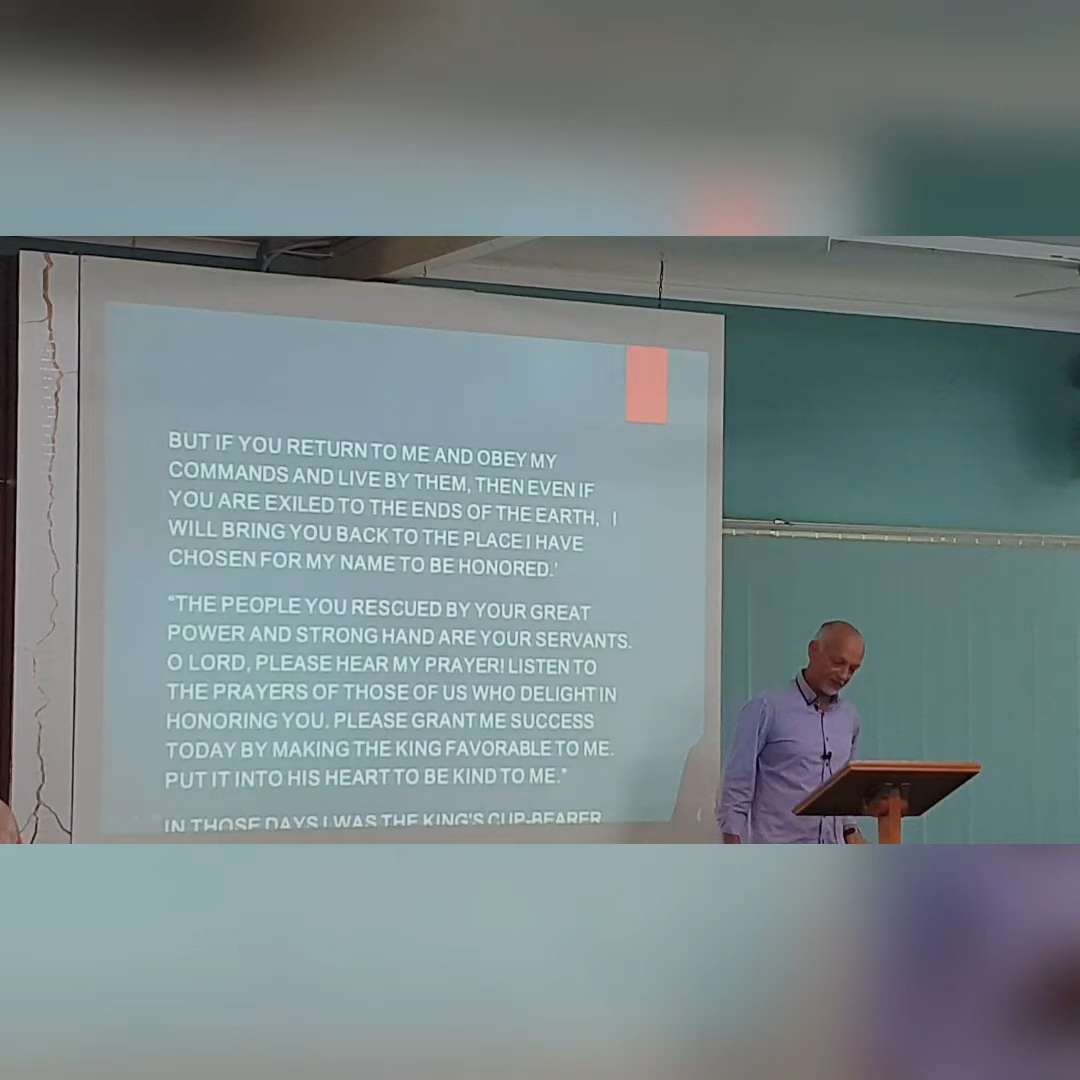 BUT IF YOU RETURN TO ME AND OBEY MY
COMMANDS AND LIVE BY THEM, THEN EVEN IF
YOU ARE EXILED TO THE ENDS OF THE EARTH, I
WILL BRING YOU BACK TO THE PLACE I HAVE
CHOSEN FOR MY NAME TO BE HONORED.'
"THE PEOPLE YOU RESCUED BY YOUR GREAT
POWER AND STRONG HAND ARE YOUR SERVANTS.
O LORD, PLEASE HEAR MY PRAYER! LISTEN TO
THE PRAYERS OF THOSE OF US WHO DELIGHT IN
HONORING YOU. PLEASE GRANT ME SUCCESS
TODAY BY MAKING THE KING FAVORABLE TO ME.
PUT IT INTO HIS HEART TO BE KIND TO ME."
IN THOSE DAYS I WAS THE KING'S CUP-BEARER